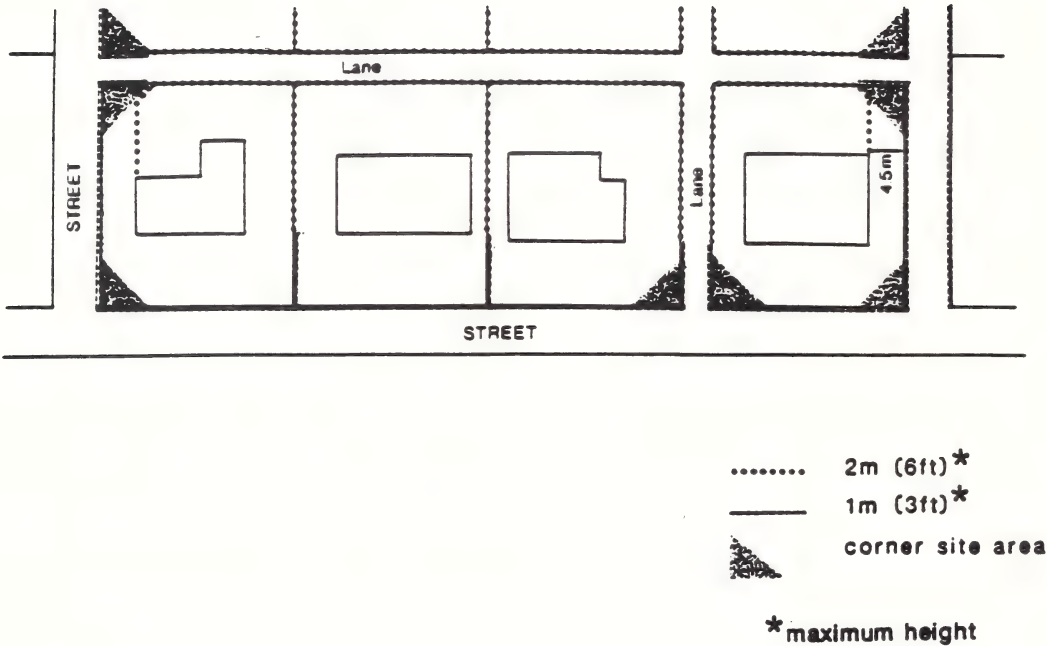 Lane
STREET
Lane
4.5m
STREET
2m (6ft)*
1m (3ft)*
corner site area
*maximum height